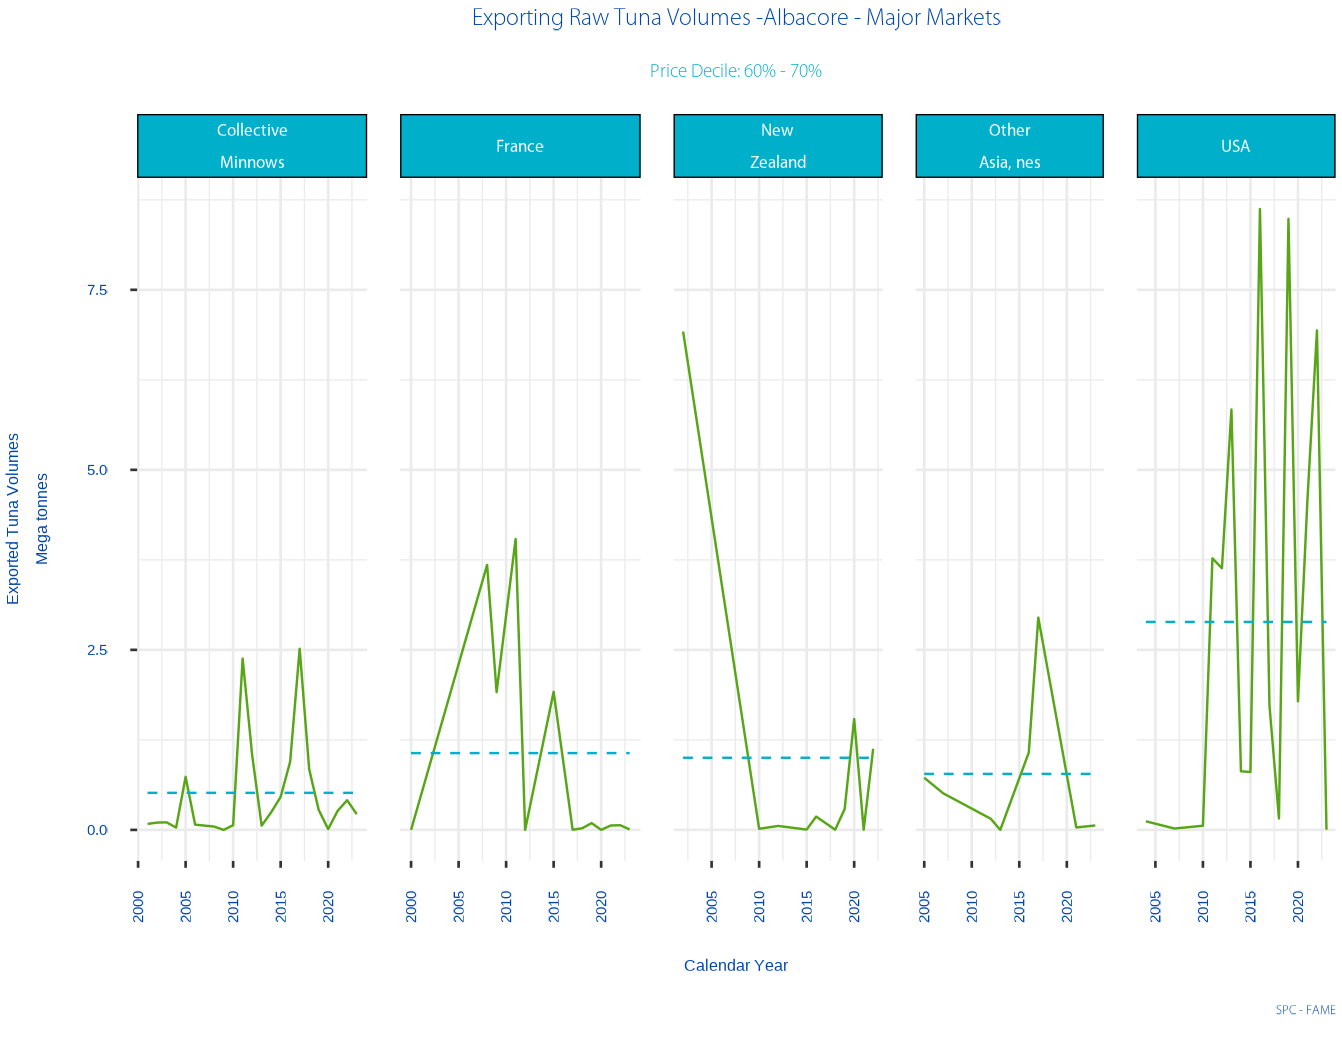 Exporting Raw Tuna Volumes -Albacore - Major Markets
Price Decile: 60% - 70%
Collective
Minnows
France
New
Zealand
Other
Asia, nes
USA
Exported Tuna Volumes
Mega tonnes
7.5
5.0
2.5
0.0
2000
2005
2010
2015
2020
2000
2005
2010
2015
2020
2005
2010
2015
2020
2005
2010
2015
2020
2005
2010
2015
2020
Calendar Year
SPC - FAME